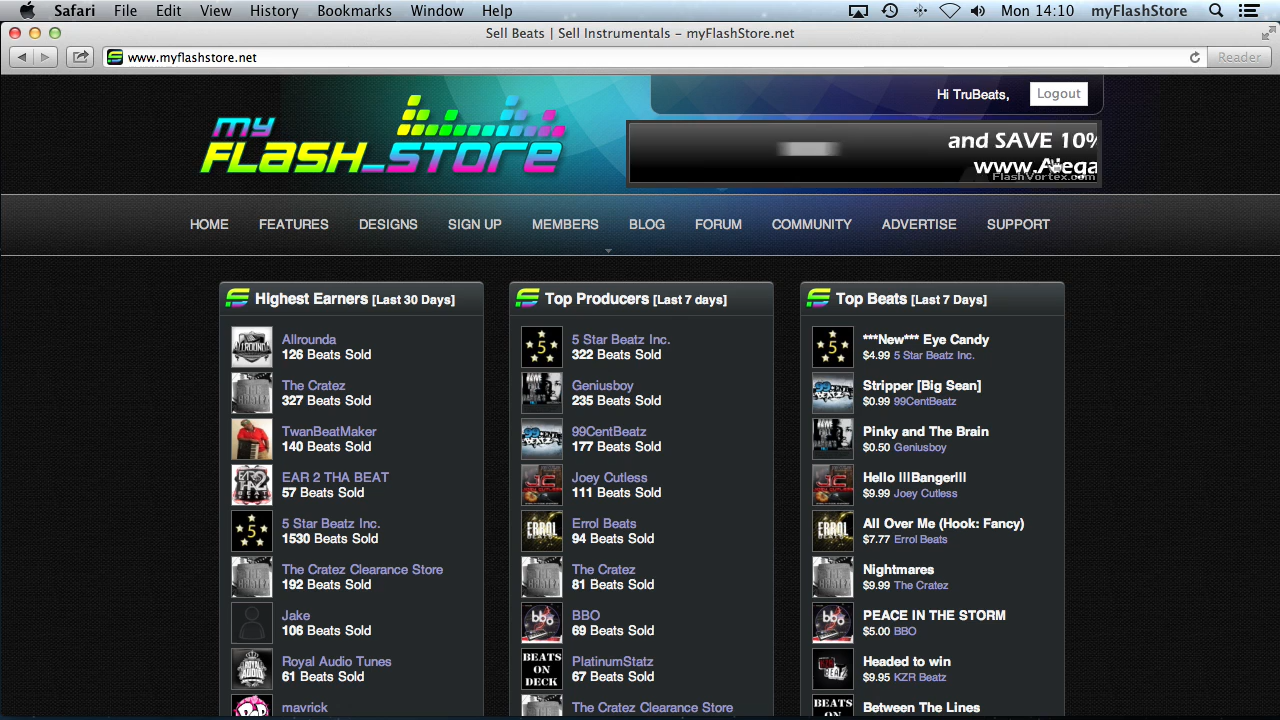 Safari File Edit View History Bookmarks Window Help Mon 14:10 myFlashStore
Sell Beats | Sell Instrumentals – myFlashStore
www.myflashstore.net Reader
Hi TruBeats, Logout
MY
FLASH_STORE
and SAVE 10%
FlashVortex.com
HOME FEATURES DESIGNS SIGN UP MEMBERS BLOG FORUM COMMUNITY ADVERTISE SUPPORT
Highest Earners [Last 30 Days]
Allrounda
126 Beats Sold
The Cratez
327 Beats Sold
TwanBeatMaker
140 Beats Sold
EAR 2 THA BEAT
57 Beats Sold
5 Star Beatz Inc.
1530 Beats Sold
The Cratez Clearance Store
192 Beats Sold
Jake
106 Beats Sold
Royal Audio Tunes
61 Beats Sold
mavrick
Top Producers [Last 7 days]
5 Star Beatz Inc.
322 Beats Sold
Geniusboy
235 Beats Sold
99CentBeatz
177 Beats Sold
Joey Cutless
111 Beats Sold
Errol Beats
94 Beats Sold
The Cratez
81 Beats Sold
BBO
69 Beats Sold
BEATS
ON
DECK
PlatinumStatz
67 Beats Sold
The Cratez Clearance Store
Top Beats [Last 7 Days]
***New*** Eye Candy
$4.99 5 Star Beatz Inc.
Stripper [Big Sean]
$0.99 99CentBeatz
Pinky and The Brain
$0.50 Geniusboy
Hello |||Banger|||
$9.99 Joey Cutless
All Over Me (Hook: Fancy)
$7.77 Errol Beats
Nightmares
$9.99 The Cratez
PEACE IN THE STORM
$5.00 BBO
Headed to win
$9.95 KZR Beatz
BEATS
ON
Between The Lines